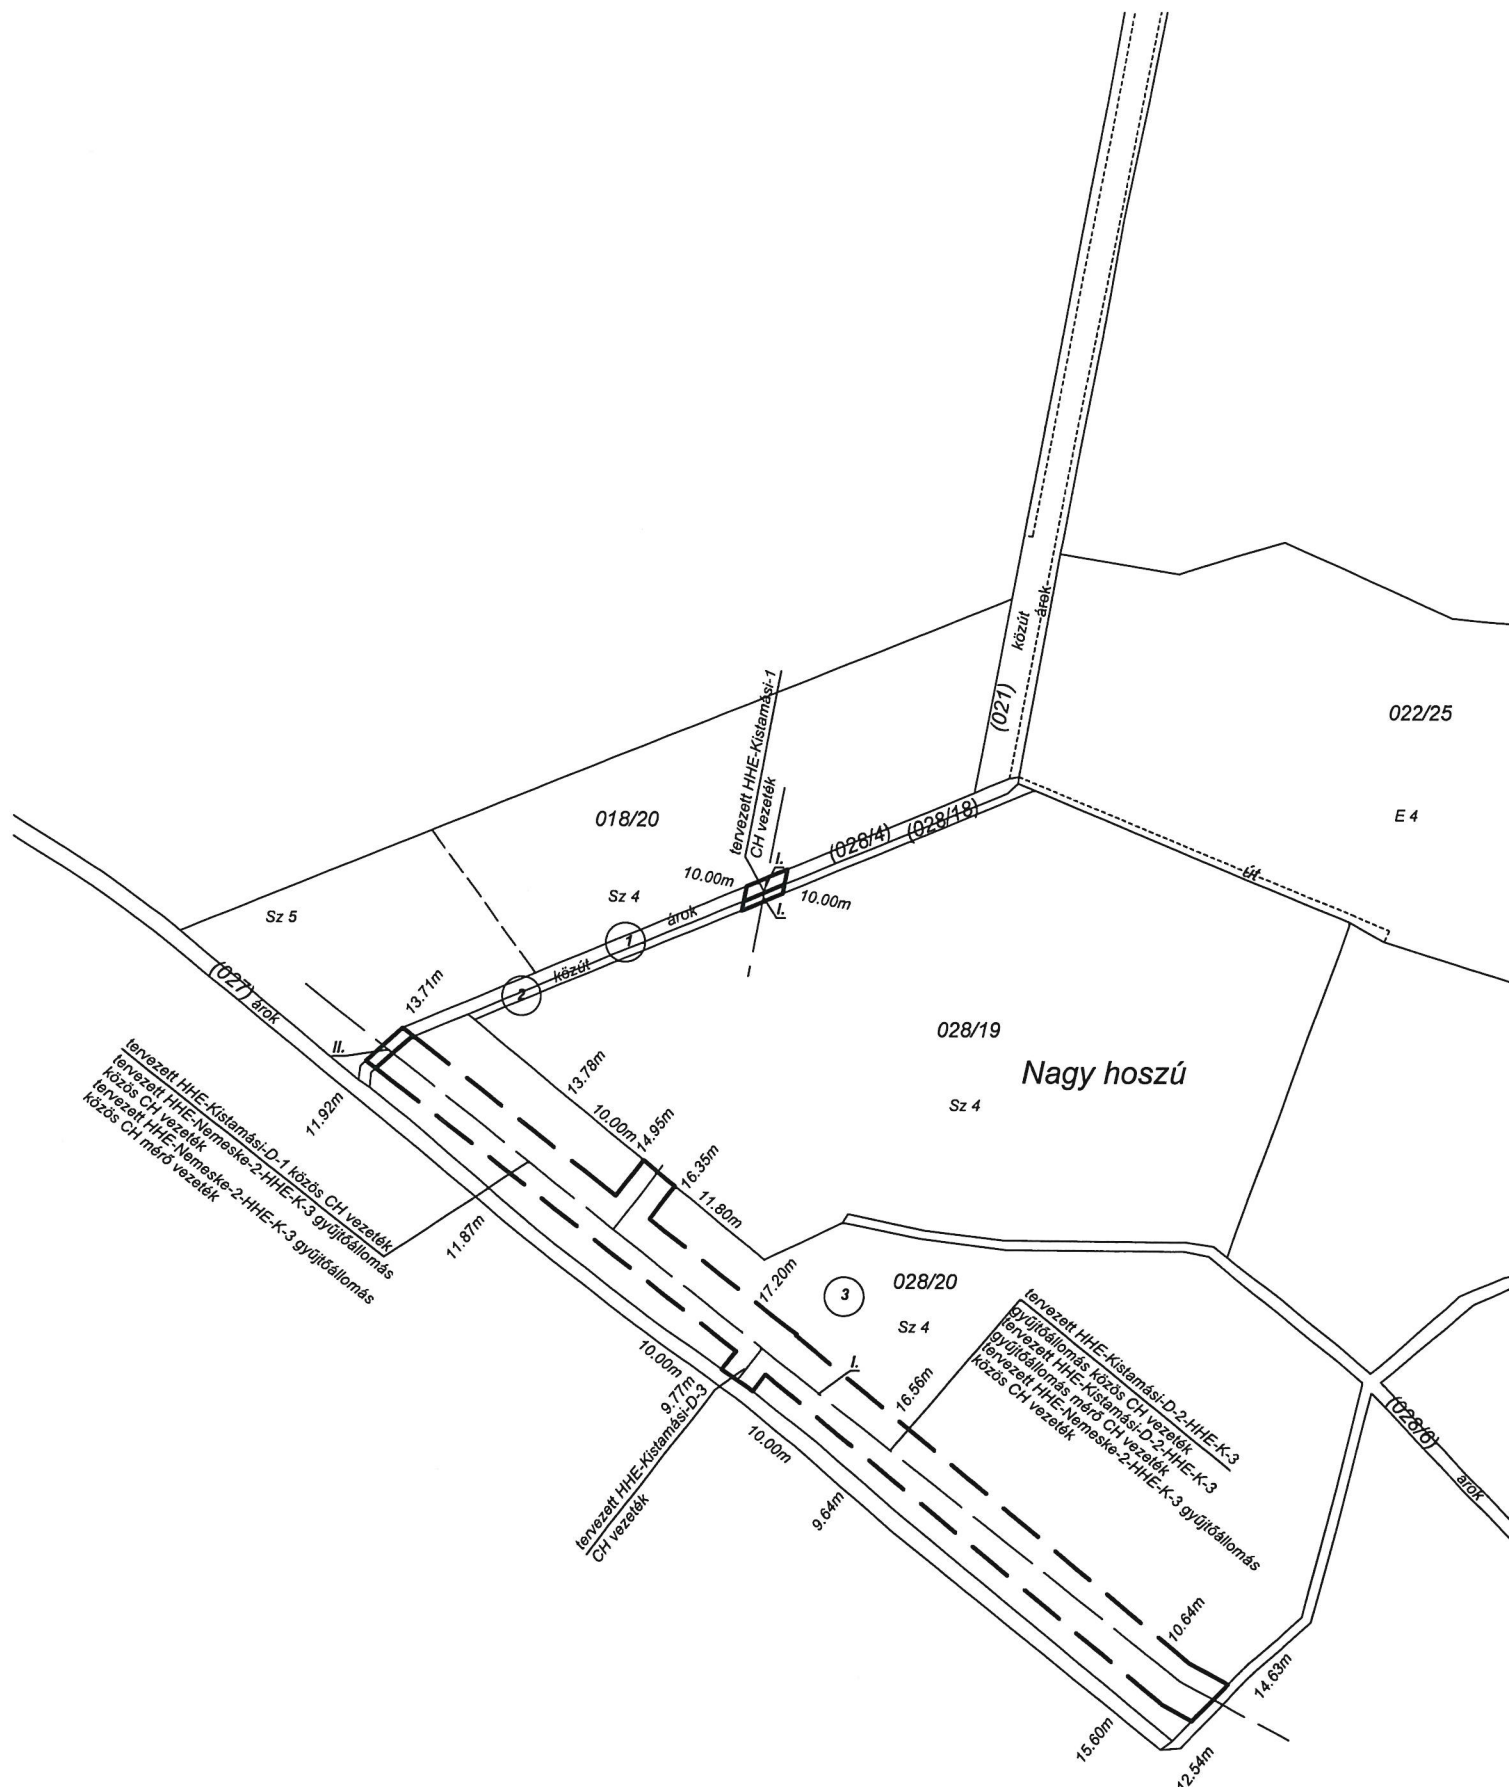 közút
árok
(021)
022/25
E 4
út
tervezett HHE-Kistamási-1
CH vezeték
018/20
Sz 4
Sz 5
(028/4)
(028/18)
10.00m
I.
10.00m
I.
I
árok
1
közút
2
(027)
árok
13.71m
II.
11.92m
tervezett HHE-Kistamási-D-1 közös CH vezeték
tervezett HHE-Nemeske-2-HHE-K-3 gyűjtőállomás
közös CH vezeték
tervezett HHE-Nemeske-2-HHE-K-3 gyűjtőállomás
közös CH mérő vezeték
028/19
Nagy hoszú
Sz 4
13.78m
10.00m
14.95m
16.35m
11.80m
11.87m
17.20m
3
028/20
Sz 4
I.
16.56m
tervezett HHE-Kistamási-D-2-HHE-K-3
gyűjtőállomás közös CH vezeték
tervezett HHE-Kistamási-D-2-HHE-K-3
gyűjtőállomás mérő CH vezeték
tervezett HHE-Nemeske-2-HHE-K-3 gyűjtőállomás
közös CH vezeték
(028/6)
árok
10.00m
9.77m
10.00m
tervezett HHE-Kistamási-D-3
CH vezeték
9.64m
10.64m
14.63m
15.60m
12.54m